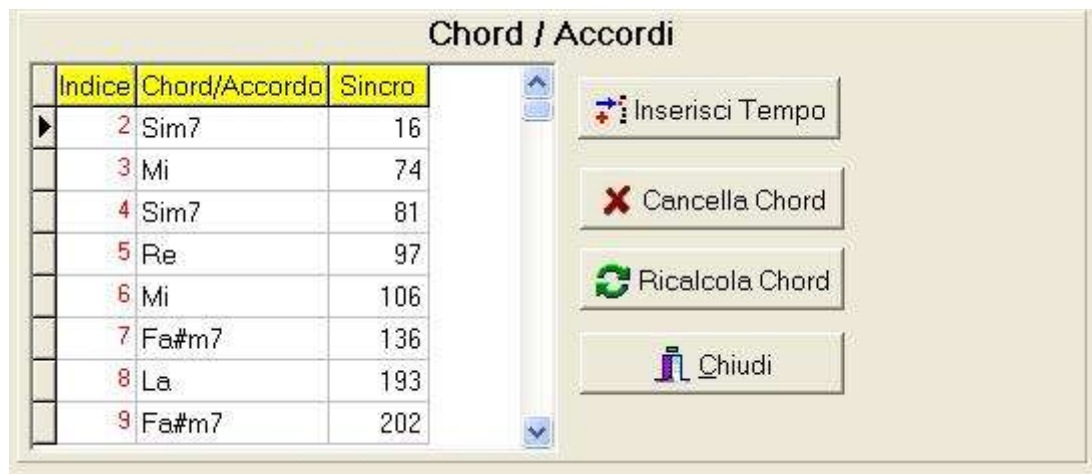 Chord / Accordi
Indice Chord/Accordo Sincro
2 Sim7 16
3 Mi 74
4 Sim7 81
5 Re 97
6 Mi 106
7 Fa#m7 136
8 La 193
9 Fa#m7 202
Inserisci Tempo
Cancella Chord
Ricalcola Chord
Chiudi